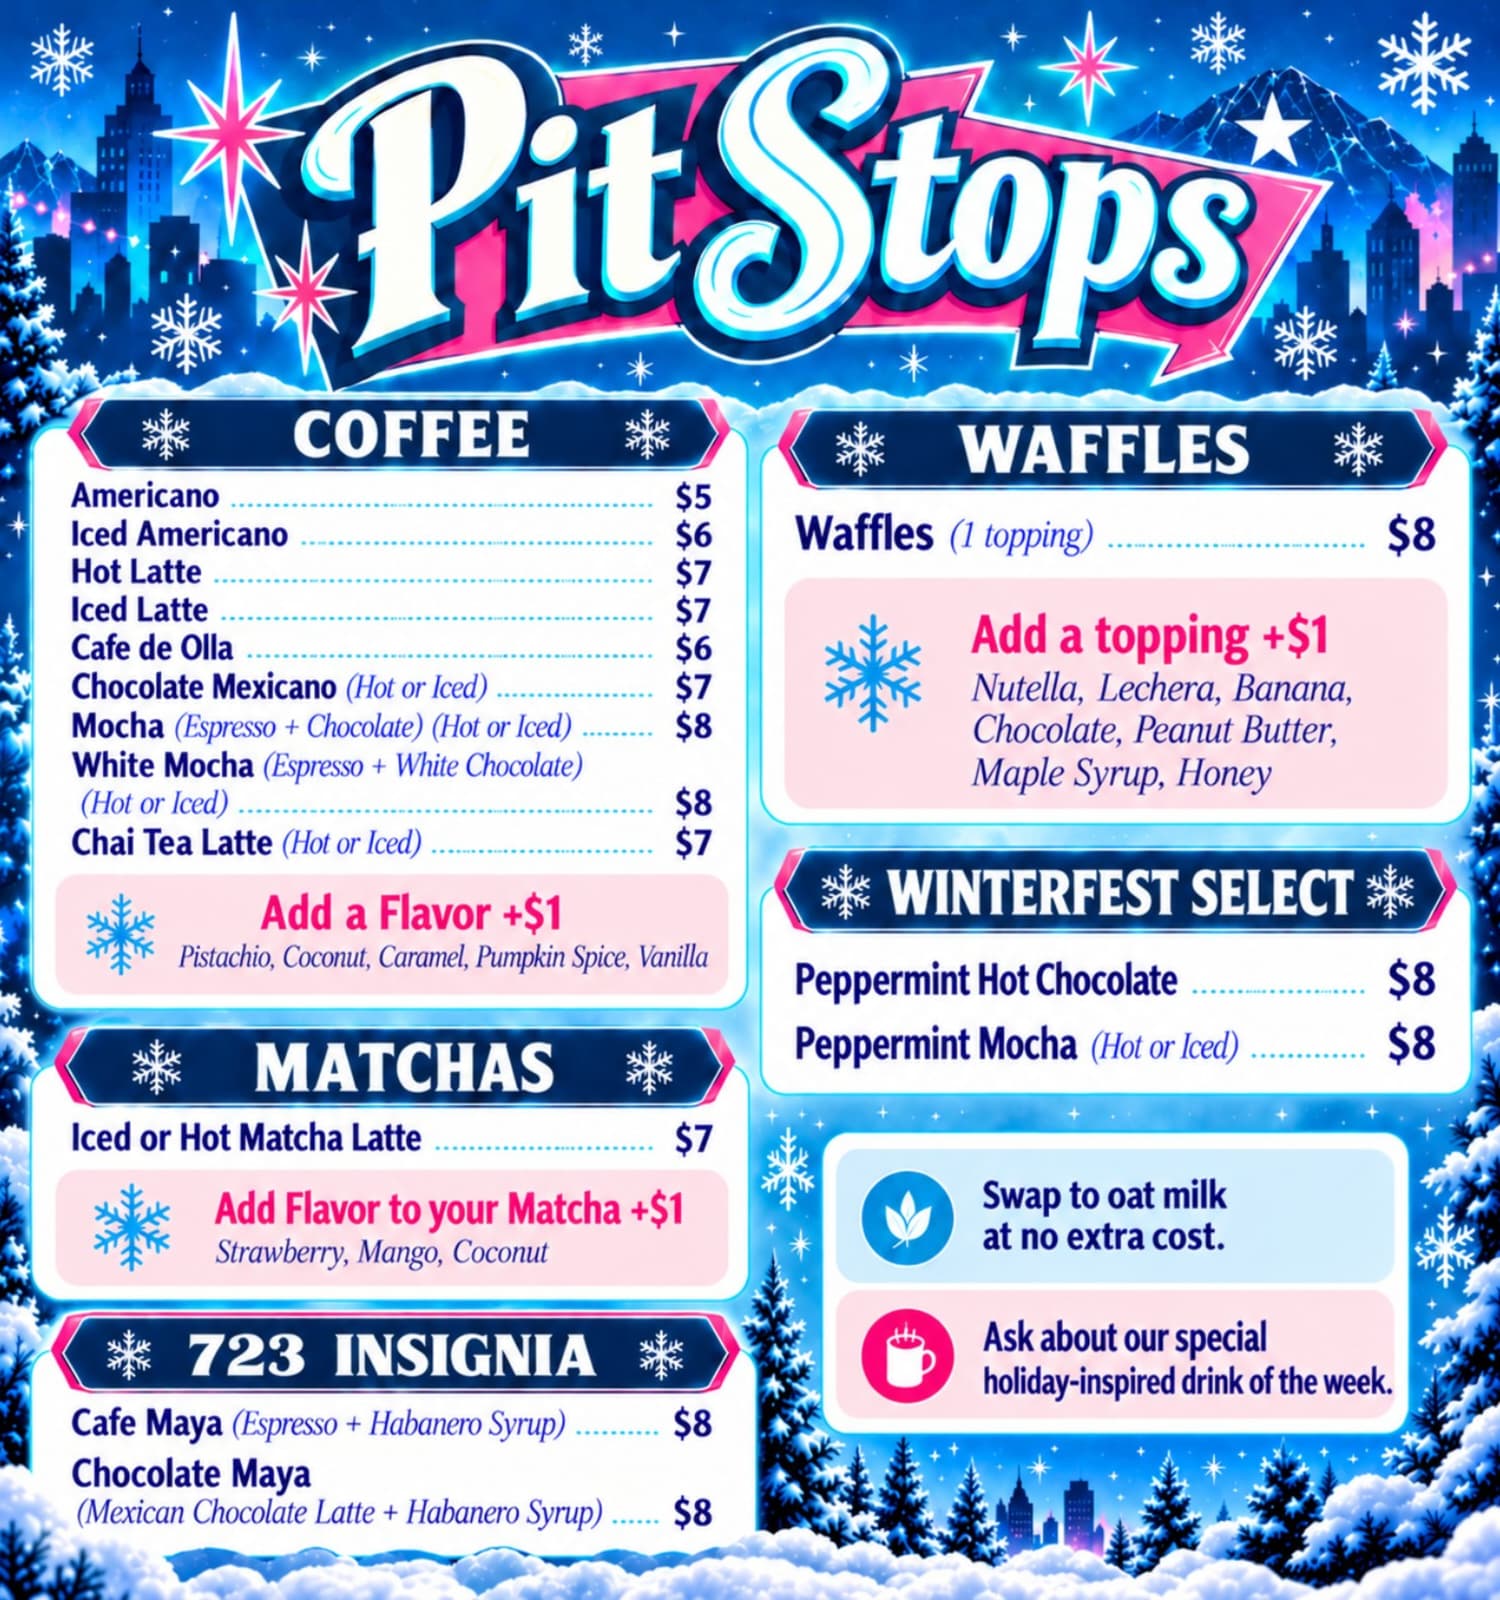 Pit Stops
COFFEE
Americano ........ $5
Iced Americano ........ $6
Hot Latte ........ $7
Iced Latte ........ $7
Cafe de Olla ........ $6
Chocolate Mexicano (Hot or Iced) ........ $7
Mocha (Espresso + Chocolate) (Hot or Iced) ........ $8
White Mocha (Espresso + White Chocolate)
(Hot or Iced) ........ $8
Chai Tea Latte (Hot or Iced) ........ $7
Add a Flavor +$1
Pistachio, Coconut, Caramel, Pumpkin Spice, Vanilla
MATCHAS
Iced or Hot Matcha Latte ........ $7
Add Flavor to your Matcha +$1
Strawberry, Mango, Coconut
723 INSIGNIA
Cafe Maya (Espresso + Habanero Syrup) ........ $8
Chocolate Maya
(Mexican Chocolate Latte + Habanero Syrup) ...... $8
WAFFLES
Waffles (1 topping) ........ $8
Add a topping +$1
Nutella, Lechera, Banana,
Chocolate, Peanut Butter,
Maple Syrup, Honey
WINTERFEST SELECT
Peppermint Hot Chocolate ........ $8
Peppermint Mocha (Hot or Iced) ........ $8
Swap to oat milk
at no extra cost.
Ask about our special
holiday-inspired drink of the week.